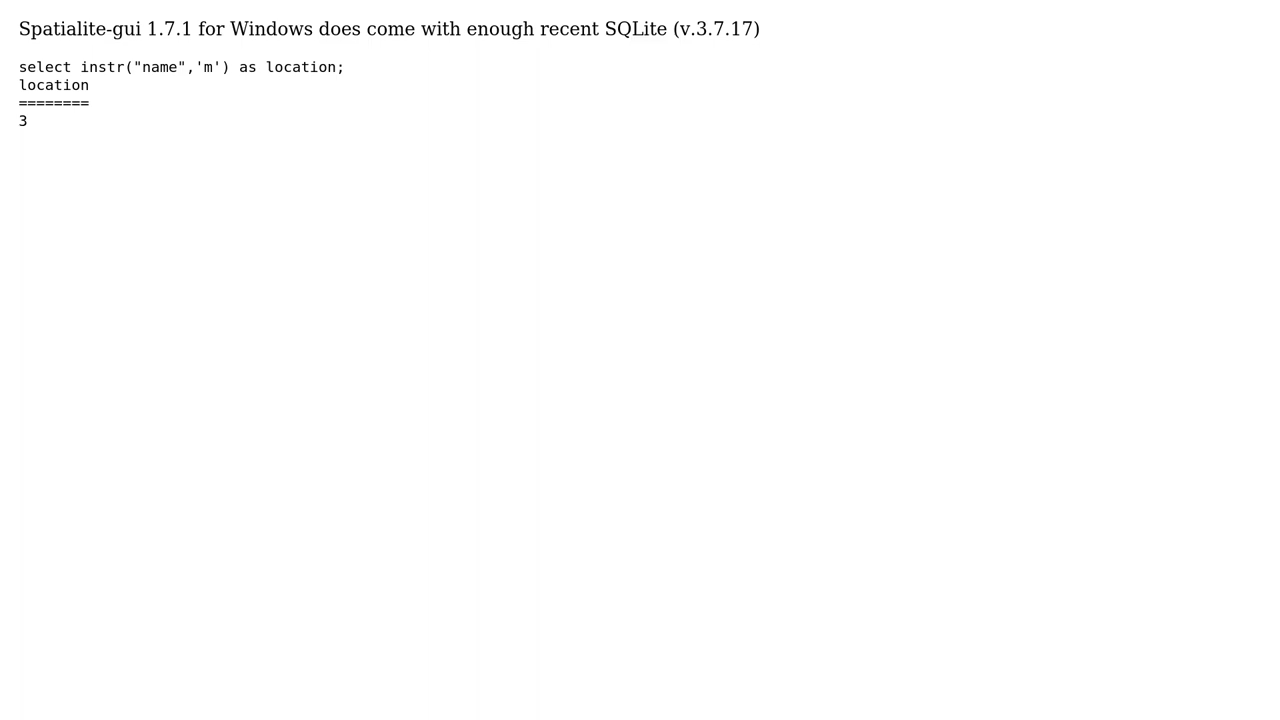 Spatialite-gui 1.7.1 for Windows does come with enough recent SQLite (v.3.7.17)
select instr("name",'m') as location;
location
========
3